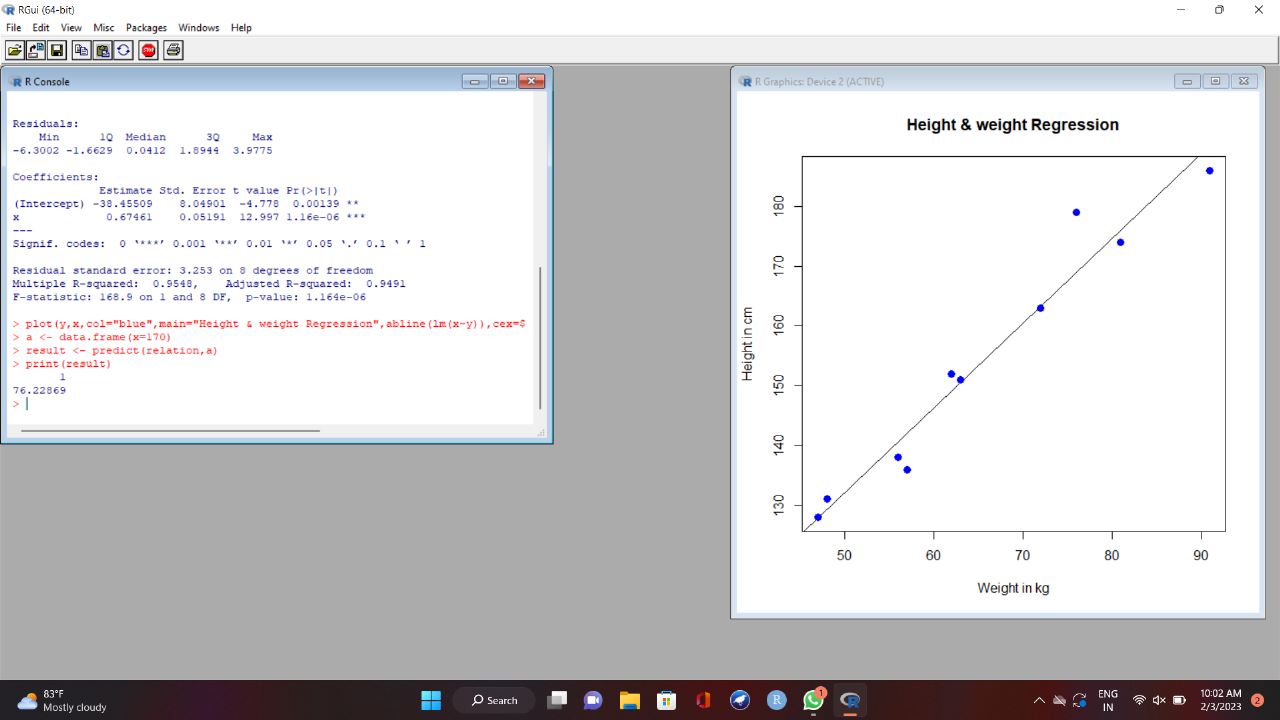 RGui (64-bit)
File Edit View Misc Packages Windows Help
STOP
R Console
Residuals:
Min 1Q Median 3Q Max
-6.3002 -1.6629 0.0412 1.8944 3.9775
Coefficients:
Estimate Std. Error t value Pr(>|t|)
(Intercept) -38.45509 8.04901 -4.778 0.00139 **
x 0.67461 0.05191 12.997 1.16e-06 ***
---
Signif. codes: 0 ‘***’ 0.001 ‘**’ 0.01 ‘*’ 0.05 ‘.’ 0.1 ‘ ’ 1
Residual standard error: 3.253 on 8 degrees of freedom
Multiple R-squared: 0.9548, Adjusted R-squared: 0.9491
F-statistic: 168.9 on 1 and 8 DF, p-value: 1.164e-06
> plot(y,x,col="blue",main="Height & weight Regression",abline(lm(x~y)),cex=$
> a <- data.frame(x=170)
> result <- predict(relation,a)
> print(result)
1
76.22869
>
R Graphics: Device 2 (ACTIVE)
Height & weight Regression
Height in cm
180
170
160
150
140
130
50 60 70 80 90
Weight in kg
83°F
Mostly cloudy
Search
R
1
R
ENG
IN
10:02 AM
2/3/2023
2